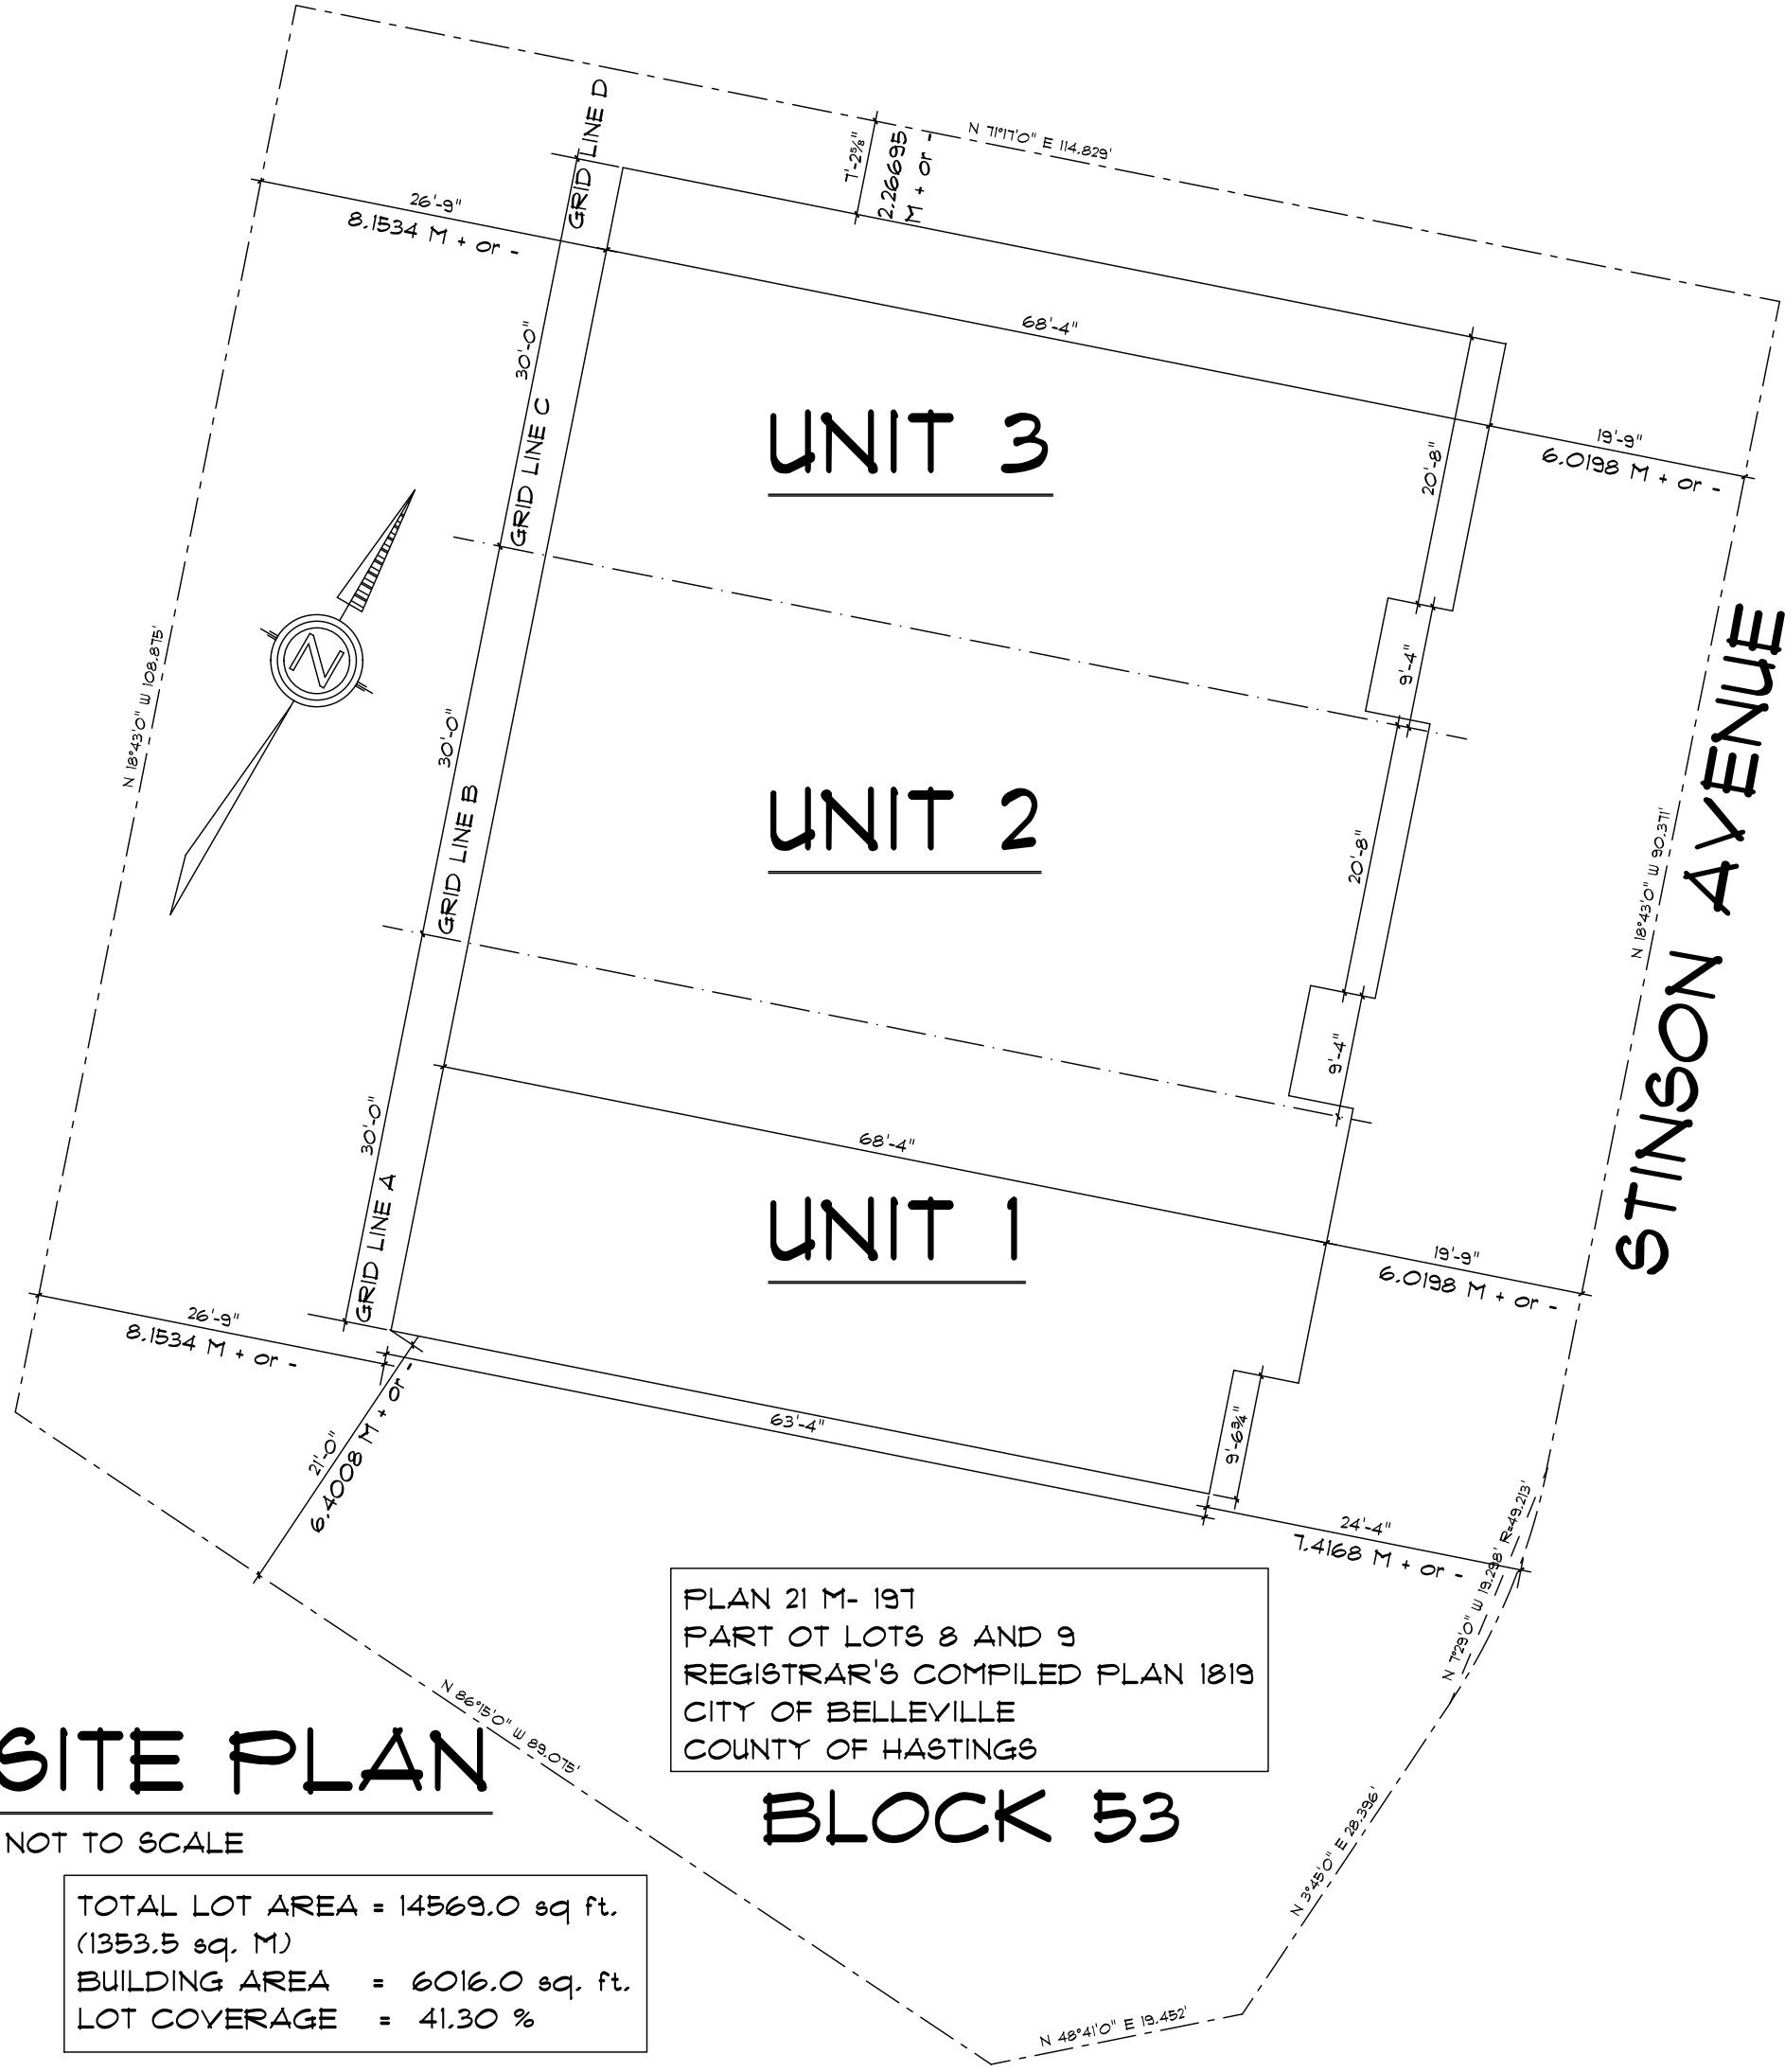 GRID LINE D
7'-2⅝"
2.26695
M + or -
N 71°17'0" E 114.829'
26'-9"
8.1534 M + or -
68'-4"
30'-0"
GRID LINE C
UNIT 3
20'-8"
19'-9"
6.0198 M + or -
N
N 18°43'0" W 108.875'
9'-4"
30'-0"
GRID LINE B
UNIT 2
20'-8"
N 18°43'0" W 90.371'
STINSON AVENUE
9'-4"
30'-0"
GRID LINE A
68'-4"
UNIT 1
19'-9"
6.0198 M + or -
26'-9"
8.1534 M + or -
21'-0"
6.4008 M + or -
63'-4"
9'-6¾"
24'-4"
7.4168 M + or -
N 7°29'0" W 19.298' R=49.213'
PLAN 21 M- 197
PART OT LOTS 8 AND 9
REGISTRAR'S COMPILED PLAN 1819
CITY OF BELLEVILLE
COUNTY OF HASTINGS
BLOCK 53
N 86°15'0" W 89.075'
SITE PLAN
NOT TO SCALE
N 3°45'0" E 28.396'
TOTAL LOT AREA = 14569.0 sq ft.
(1353.5 sq. M)
BUILDING AREA = 6016.0 sq. ft.
LOT COVERAGE = 41.30 %
N 48°41'0" E 19.452'